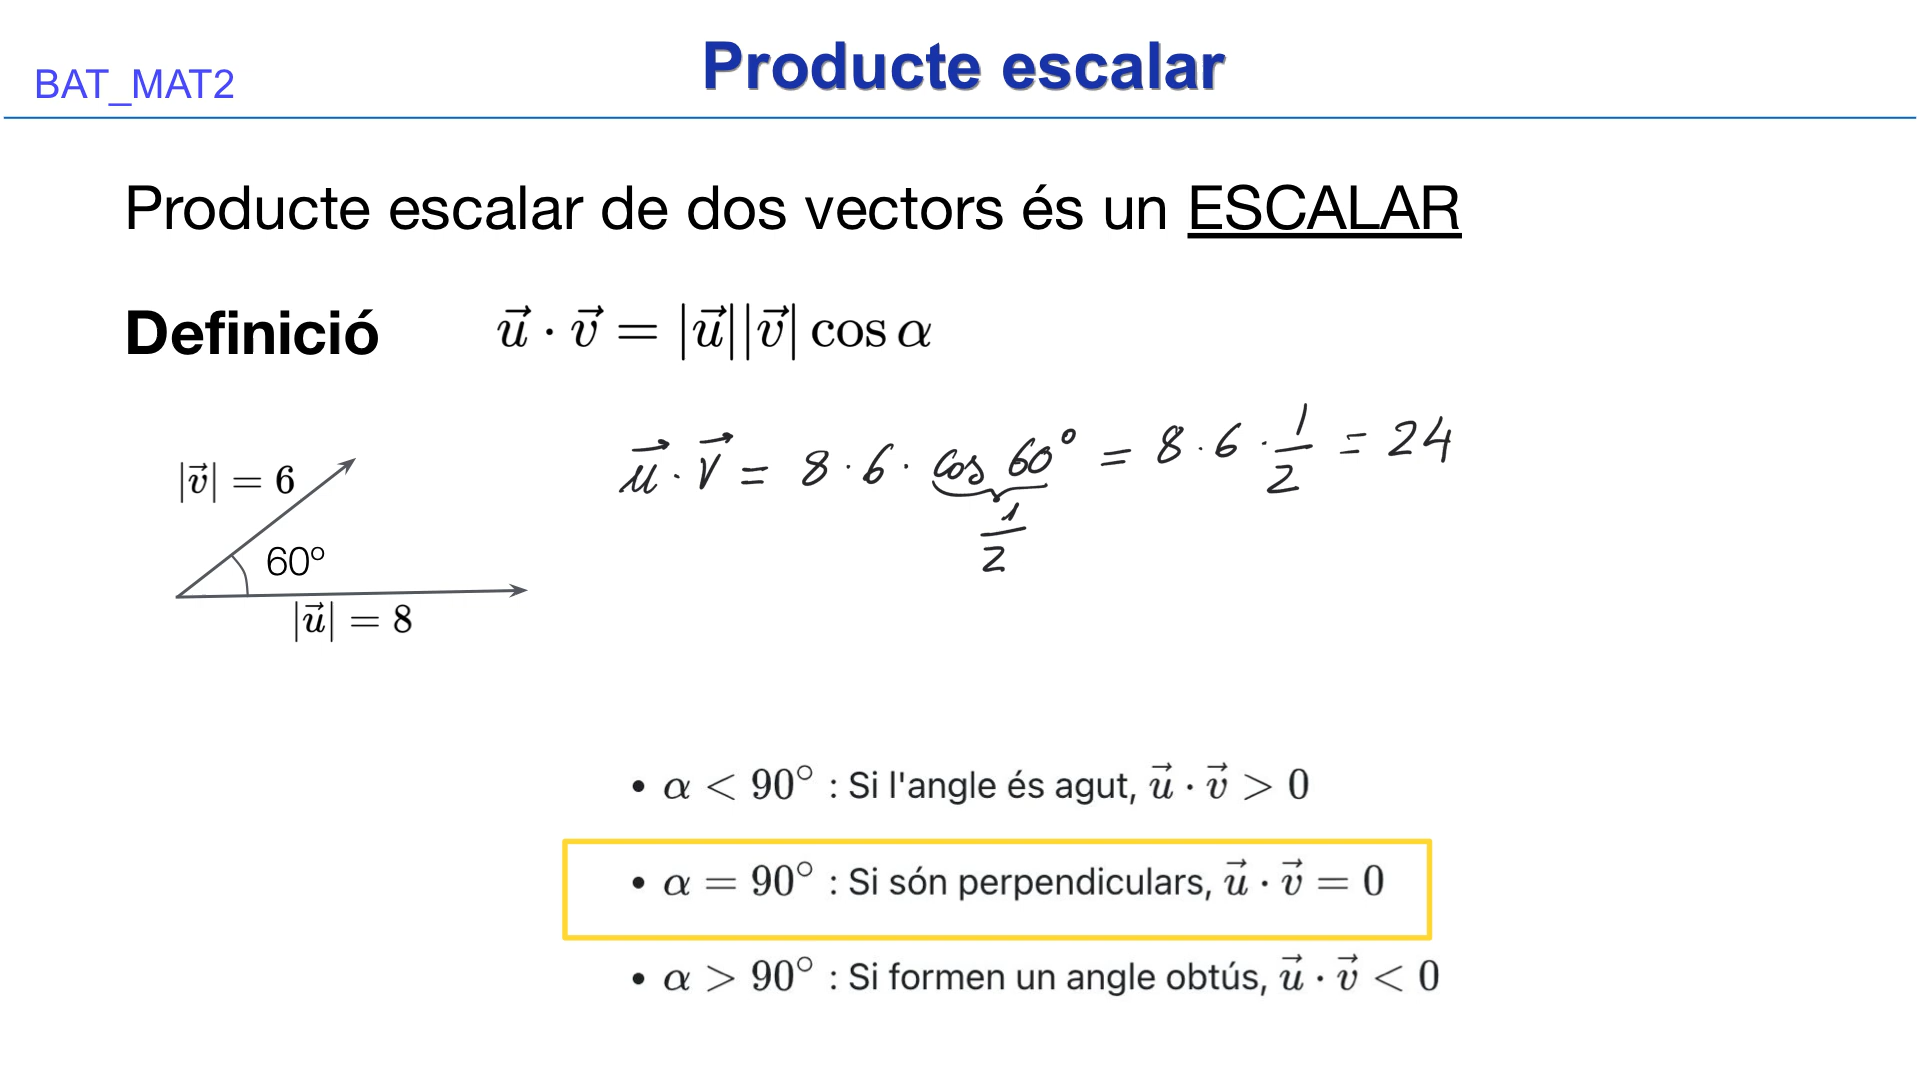 BAT_MAT2
Producte escalar
Producte escalar de dos vectors és un ESCALAR
Definició u⃗ · v⃗ = |u⃗||v⃗| cos α
u⃗ · v⃗ = 8 · 6 · cos 60° = 8 · 6 · 1/2 = 24
1/2
|v⃗| = 6
60º
|u⃗| = 8
• α < 90° : Si l'angle és agut, u⃗ · v⃗ > 0
• α = 90° : Si són perpendiculars, u⃗ · v⃗ = 0
• α > 90° : Si formen un angle obtús, u⃗ · v⃗ < 0